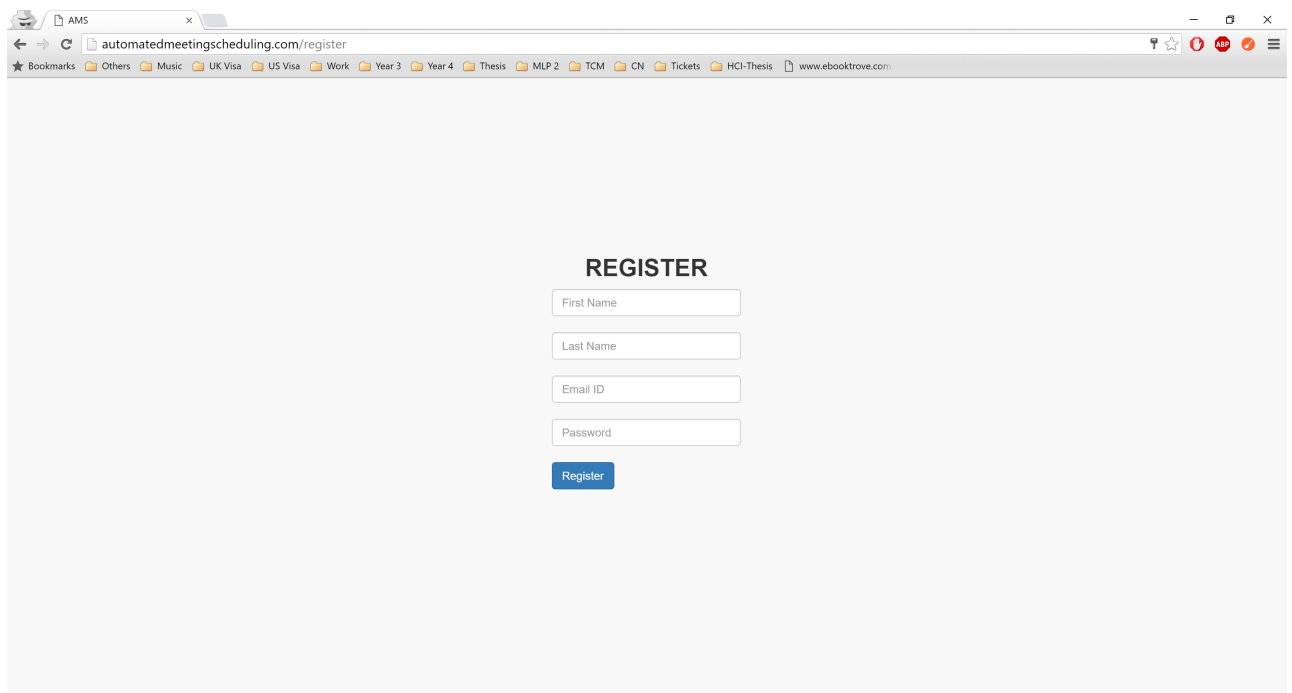 AMS
automatedmeetingscheduling.com/register
Bookmarks Others Music UK Visa US Visa Work Year 3 Year 4 Thesis MLP 2 TCM CN Tickets HCI-Thesis www.ebooktrove.com
ABP
REGISTER
First Name
Last Name
Email ID
Password
Register